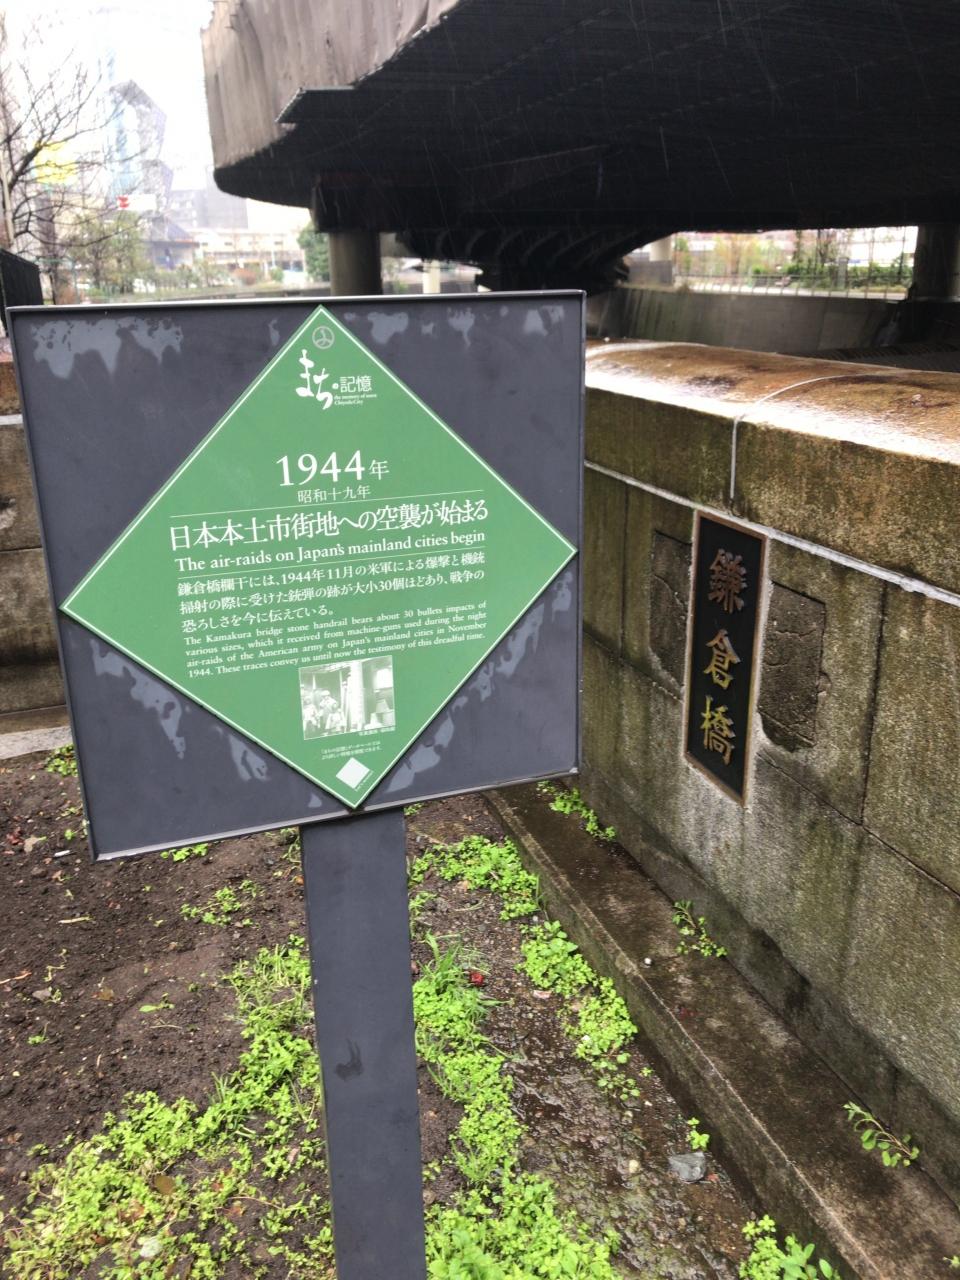 まち・記憶
the memory of town
Chiyoda City
1944年
昭和十九年
日本本土市街地への空襲が始まる
The air-raids on Japan's mainland cities begin
鎌倉橋欄干には、1944年11月の米軍による爆撃と機銃
掃射の際に受けた銃弾の跡が大小30個ほどあり、戦争の
恐ろしさを今に伝えている。
The Kamakura bridge stone handrail bears about 30 bullets impacts of
various sizes, which it received from machine-guns used during the night
air-raids of the American army on Japan's mainland cities in November
1944. These traces convey us until now the testimony of this dreadful time.
鎌倉橋